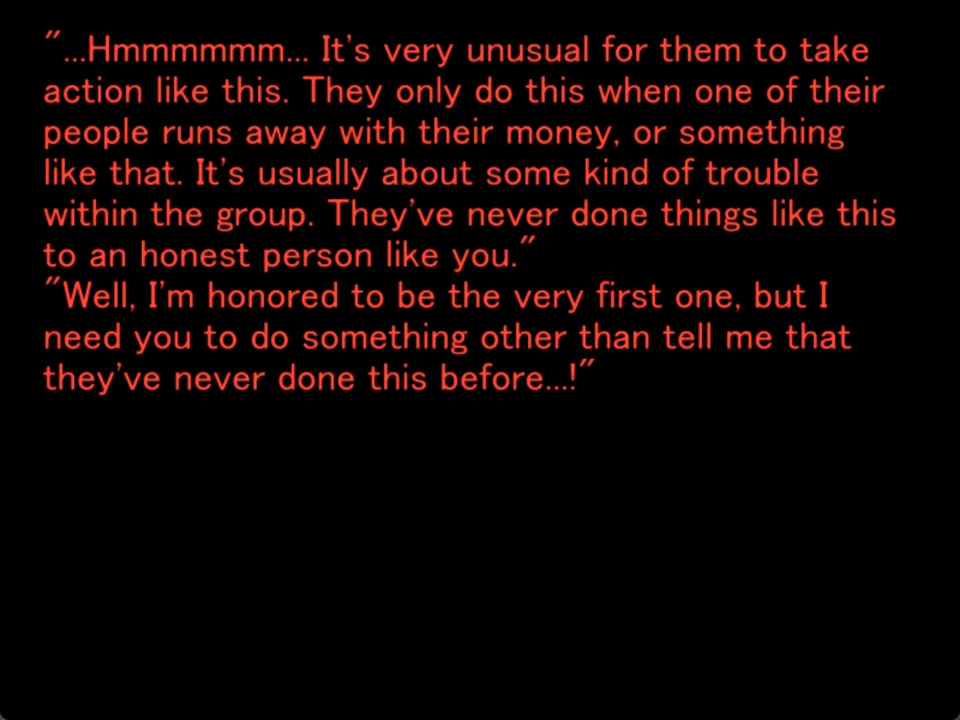 "...Hmmmmmm... It's very unusual for them to take
action like this. They only do this when one of their
people runs away with their money, or something
like that. It's usually about some kind of trouble
within the group. They've never done things like this
to an honest person like you."
"Well, I'm honored to be the very first one, but I
need you to do something other than tell me that
they've never done this before...!"